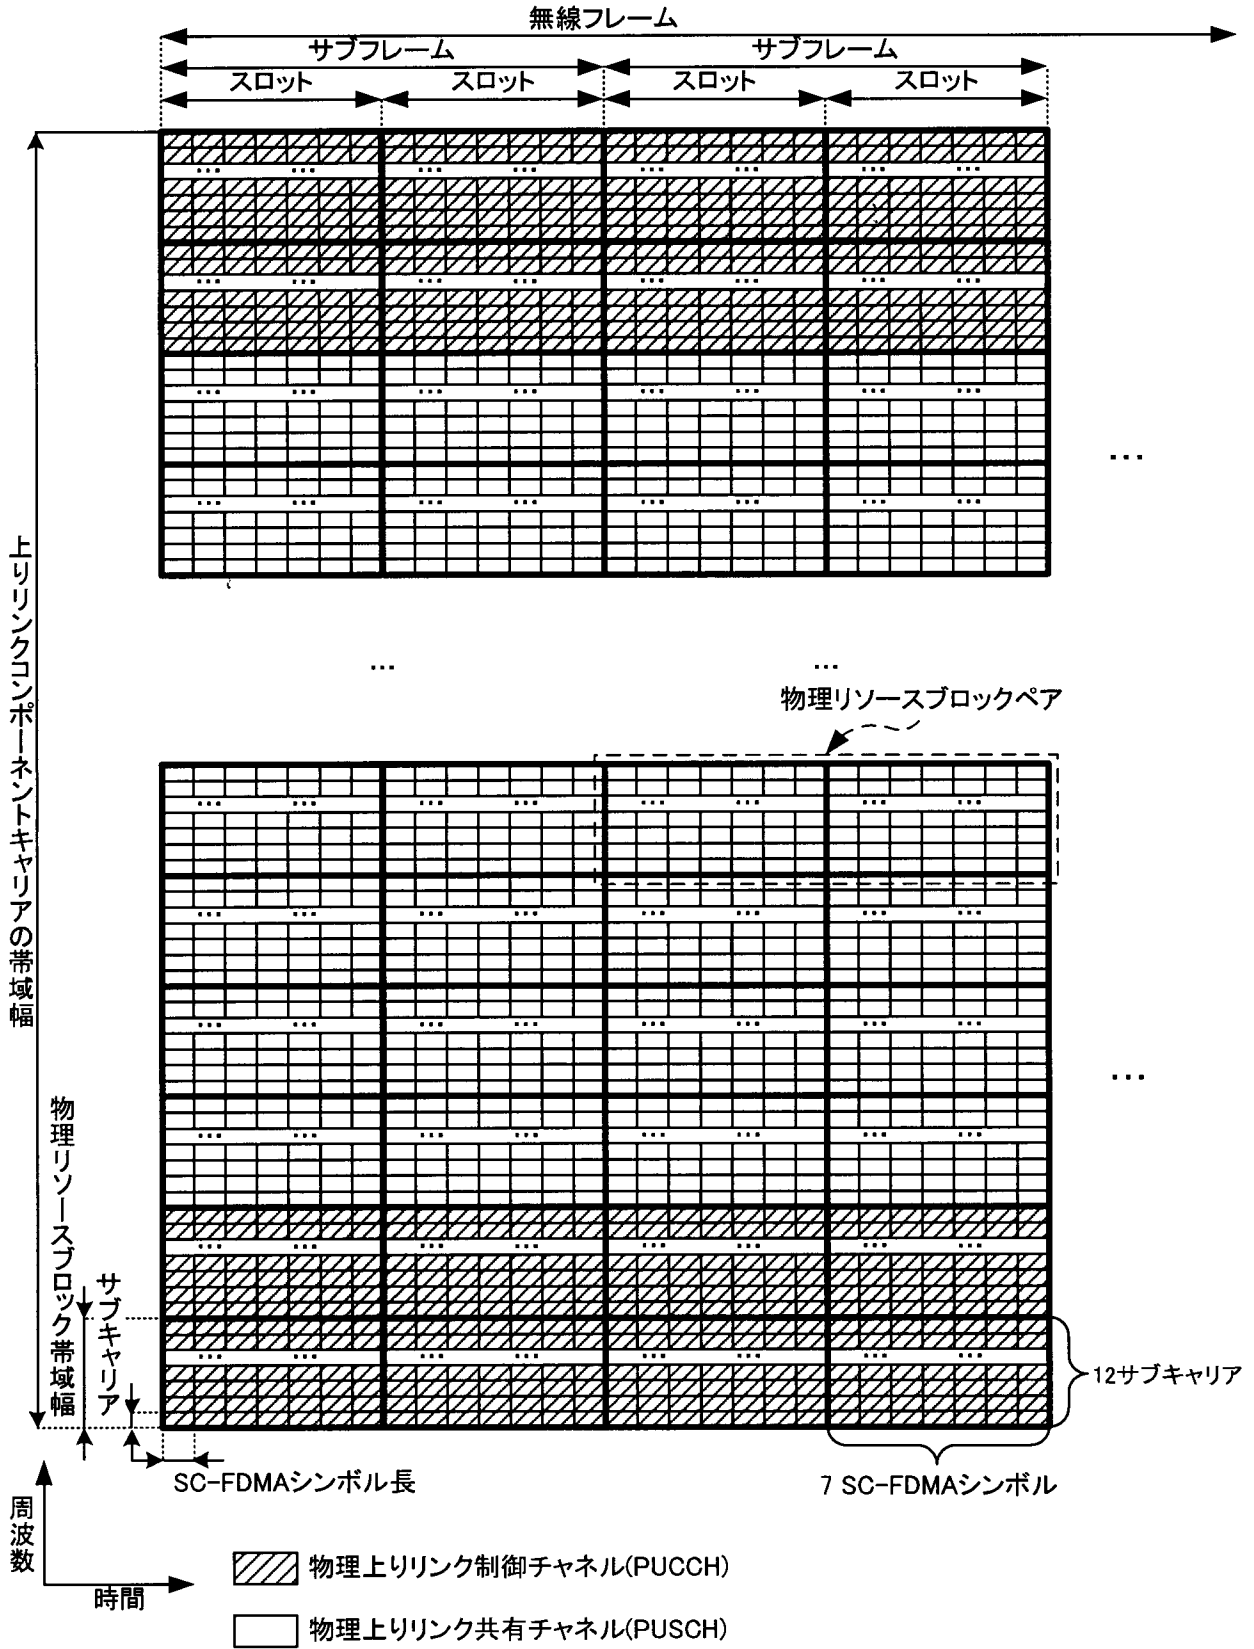 無線フレーム
サブフレーム
サブフレーム
スロット
スロット
スロット
スロット
上りリンクコンポーネントキャリアの帯域幅
...
...
...
物理リソースブロックペア
...
物理リソースブロック帯域幅
サブキャリア
12サブキャリア
SC-FDMAシンボル長
7 SC-FDMAシンボル
周波数
時間
物理上りリンク制御チャネル(PUCCH)
物理上りリンク共有チャネル(PUSCH)